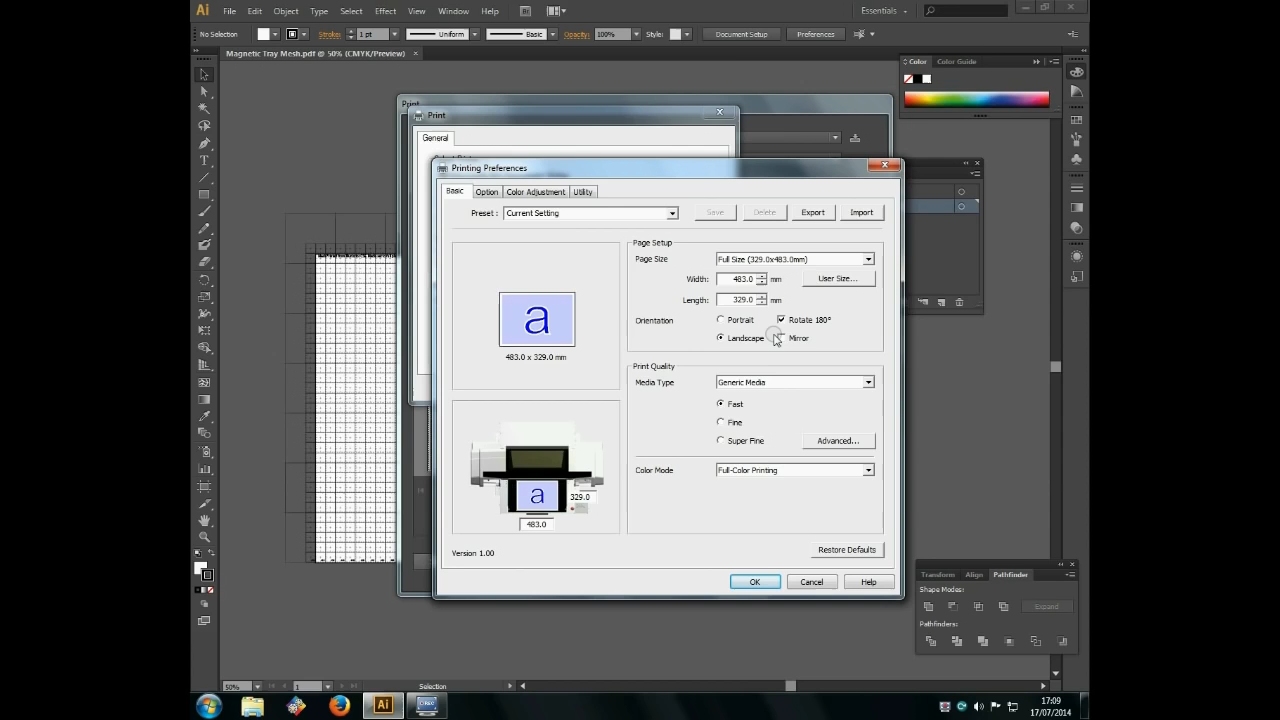 Ai File Edit Object Type Select Effect View Window Help Br Essentials
No Selection Stroke: 1 pt Uniform Basic Opacity: 100% Style: Document Setup Preferences
Magnetic Tray Mesh.pdf @ 50% (CMYK/Preview) ×
Color Color Guide
Print
Print
General
Printing Preferences
Basic Option Color Adjustment Utility
Preset : Current Setting Save Delete Export Import
Page Setup
Page Size Full Size (329.0x483.0mm)
Width: 483.0 mm User Size...
Length: 329.0 mm
Orientation Portrait Rotate 180°
Landscape Mirror
a
483.0 x 329.0 mm
Print Quality
Media Type Generic Media
Fast
Fine
Super Fine Advanced...
Color Mode Full-Color Printing
a 329.0
483.0
Version 1.00
Restore Defaults
OK Cancel Help
Transform Align Pathfinder
Shape Modes:
Expand
Pathfinders:
50% 1 Selection
Ai
17:09
17/07/2014